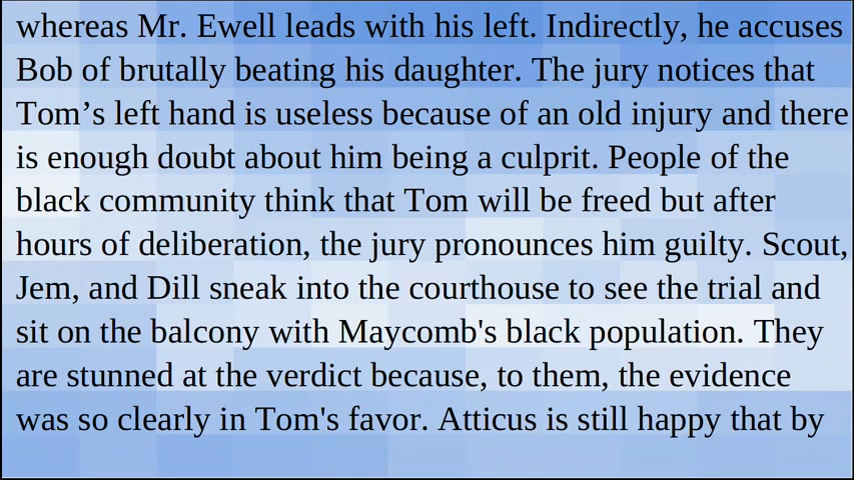 whereas Mr. Ewell leads with his left. Indirectly, he accuses
Bob of brutally beating his daughter. The jury notices that
Tom’s left hand is useless because of an old injury and there
is enough doubt about him being a culprit. People of the
black community think that Tom will be freed but after
hours of deliberation, the jury pronounces him guilty. Scout,
Jem, and Dill sneak into the courthouse to see the trial and
sit on the balcony with Maycomb's black population. They
are stunned at the verdict because, to them, the evidence
was so clearly in Tom's favor. Atticus is still happy that by